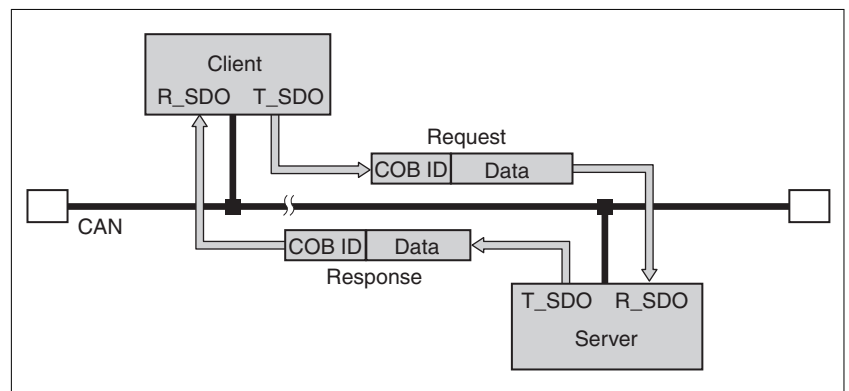 Client
R_SDO T_SDO
Request
COB ID Data
CAN
COB ID Data
Response
T_SDO R_SDO
Server